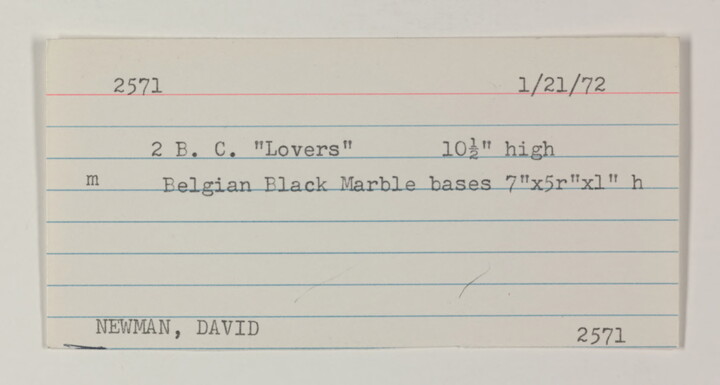 2571 1/21/72
2 B. C. "Lovers" 10½" high
m Belgian Black Marble bases 7"x5r"x1" h
NEWMAN, DAVID 2571